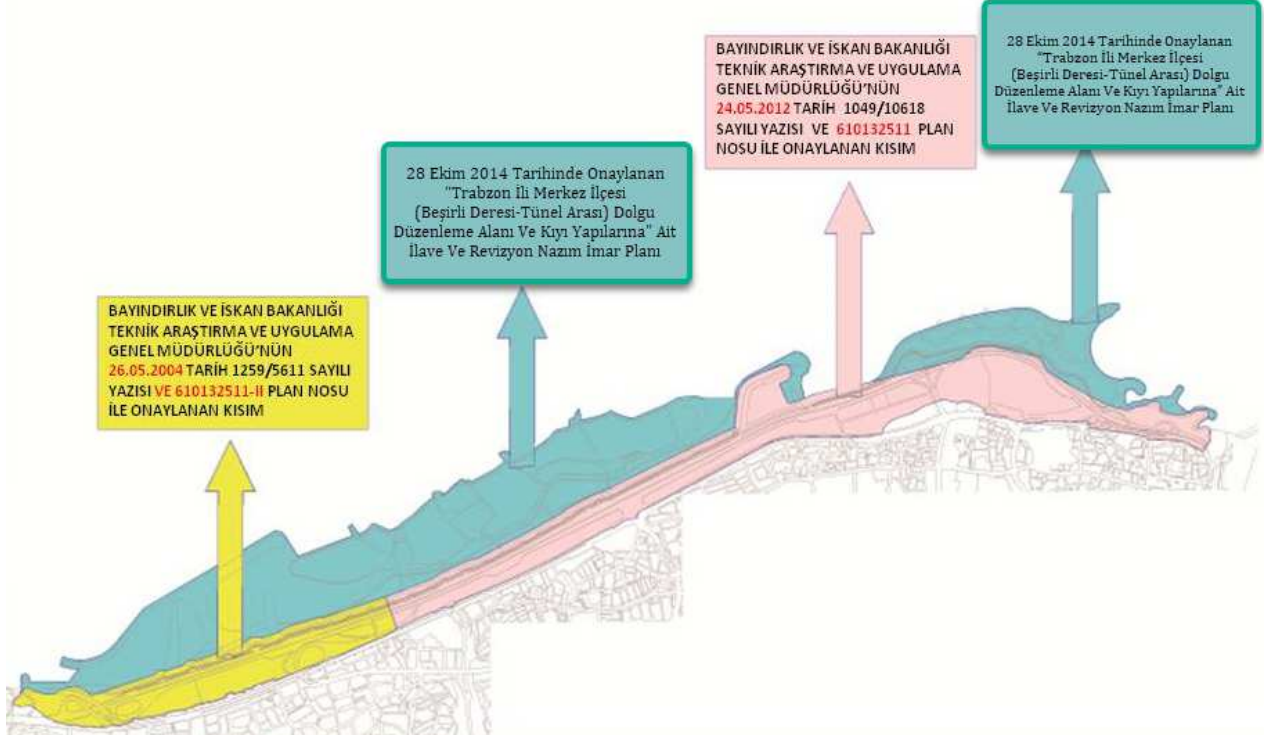 BAYINDIRLIK VE İSKAN BAKANLIĞI
TEKNİK ARAŞTIRMA VE UYGULAMA
GENEL MÜDÜRLÜĞÜ'NÜN
26.05.2004 TARİH 1259/5611 SAYILI
YAZISI VE 610132511-II PLAN NOSU
İLE ONAYLANAN KISIM
28 Ekim 2014 Tarihinde Onaylanan
"Trabzon İli Merkez İlçesi
(Beşirli Deresi-Tünel Arası) Dolgu
Düzenleme Alanı Ve Kıyı Yapılarına" Ait
İlave Ve Revizyon Nazım İmar Planı
BAYINDIRLIK VE İSKAN BAKANLIĞI
TEKNİK ARAŞTIRMA VE UYGULAMA
GENEL MÜDÜRLÜĞÜ'NÜN
24.05.2012 TARİH 1049/10618
SAYILI YAZISI VE 610132511 PLAN
NOSU İLE ONAYLANAN KISIM
28 Ekim 2014 Tarihinde Onaylanan
"Trabzon İli Merkez İlçesi
(Beşirli Deresi-Tünel Arası) Dolgu
Düzenleme Alanı Ve Kıyı Yapılarına" Ait
İlave Ve Revizyon Nazım İmar Planı